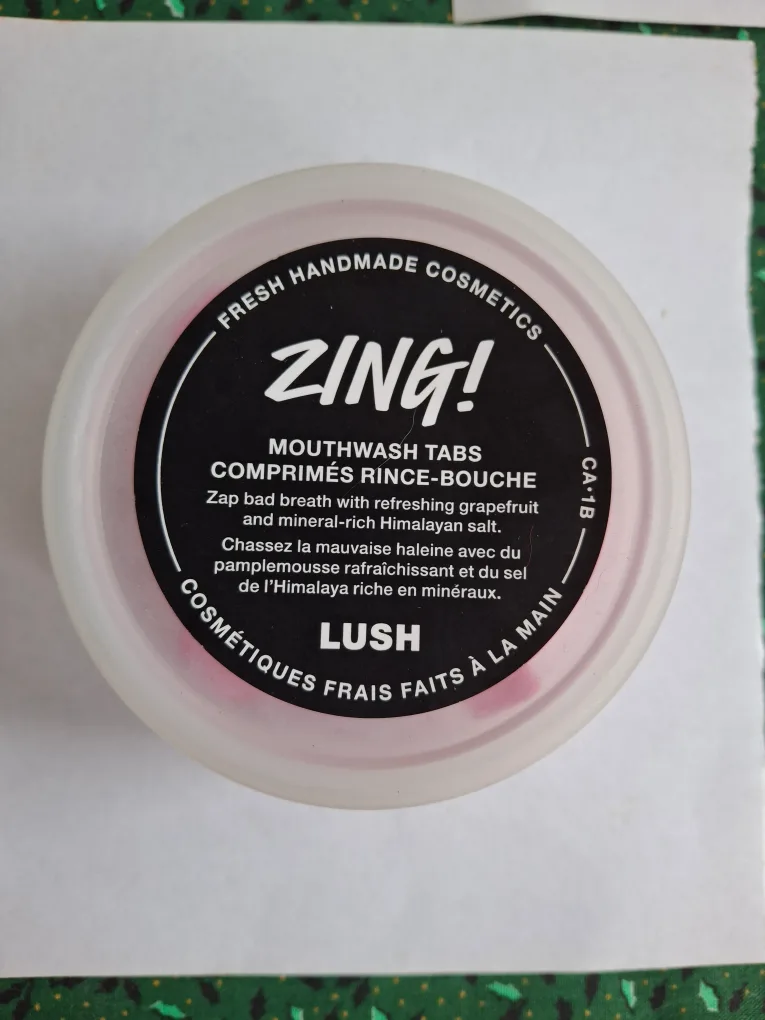 FRESH HANDMADE COSMETICS
ZING!
MOUTHWASH TABS
COMPRIMÉS RINCE-BOUCHE
Zap bad breath with refreshing grapefruit
and mineral-rich Himalayan salt.
Chassez la mauvaise haleine avec du
pamplemousse rafraîchissant et du sel
de l'Himalaya riche en minéraux.
LUSH
CA•1B
COSMÉTIQUES FRAIS FAITS À LA MAIN